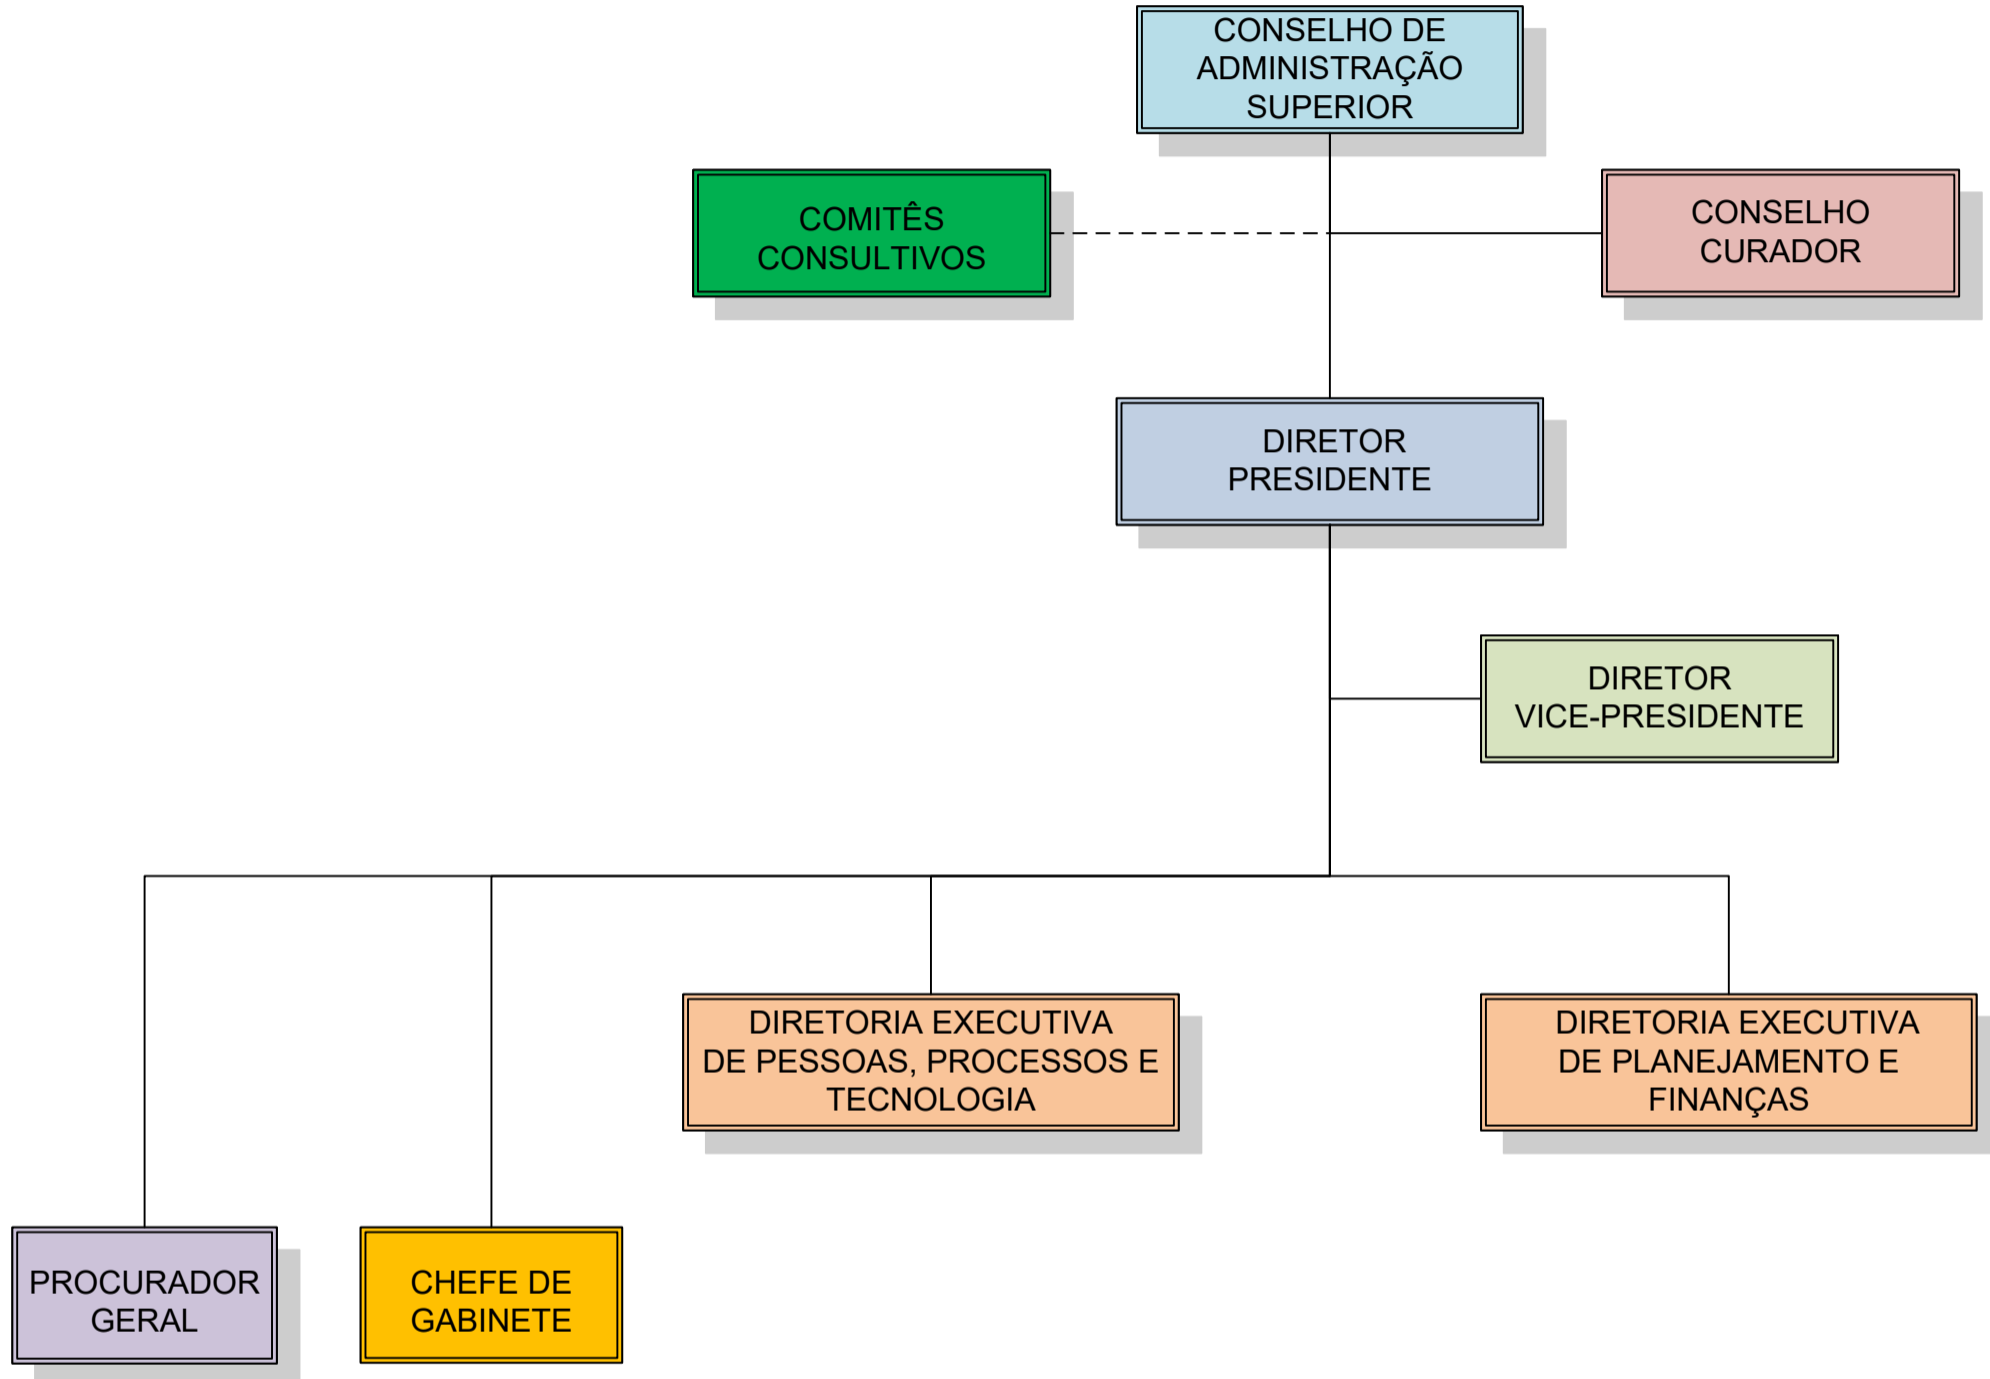 CONSELHO DE
ADMINISTRAÇÃO
SUPERIOR
COMITÊS
CONSULTIVOS
CONSELHO
CURADOR
DIRETOR
PRESIDENTE
DIRETOR
VICE-PRESIDENTE
DIRETORIA EXECUTIVA
DE PESSOAS, PROCESSOS E
TECNOLOGIA
DIRETORIA EXECUTIVA
DE PLANEJAMENTO E
FINANÇAS
PROCURADOR
GERAL
CHEFE DE
GABINETE